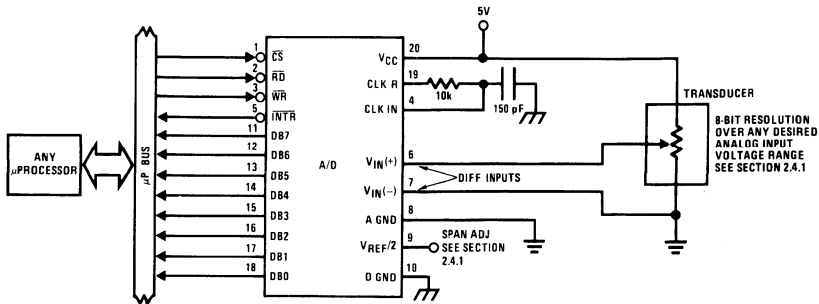 5V
1
CS
2
RD
3
WR
5
INTR
11
DB7
12
DB6
13
DB5
14
DB4
15
DB3
16
DB2
17
DB1
18
DB0
ANY
µPROCESSOR
µP BUS
A/D
VCC
20
CLK R
19
10k
CLK IN
4
150 pF
VIN(+)
6
DIFF INPUTS
VIN(−)
7
A GND
8
VREF/2
9
SPAN ADJ
SEE SECTION
2.4.1
D GND
10
TRANSDUCER
8-BIT RESOLUTION
OVER ANY DESIRED
ANALOG INPUT
VOLTAGE RANGE
SEE SECTION 2.4.1